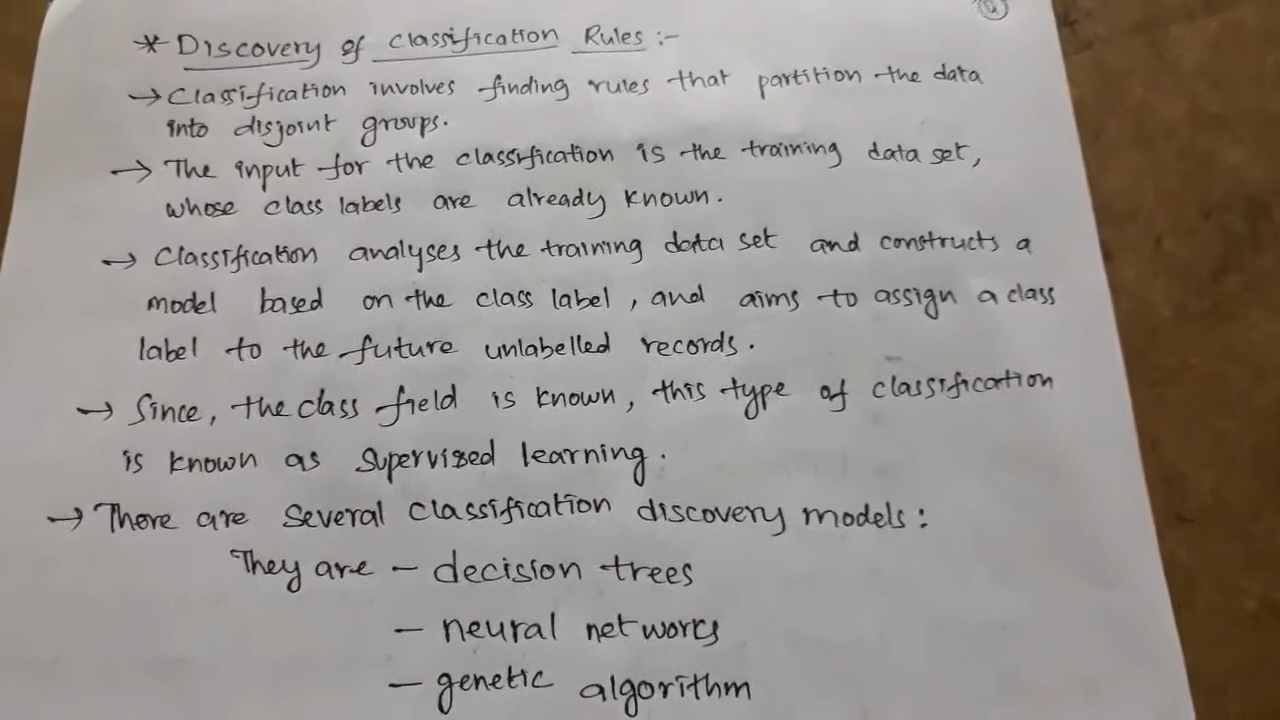 * Discovery of classification Rules :-
→ Classification involves finding rules that partition the data
into disjoint groups.
→ The input for the classification is the training data set,
whose class labels are already known.
→ Classification analyses the training data set and constructs a
model based on the class label, and aims to assign a class
label to the future unlabelled records.
→ Since, the class field is known, this type of classification
is known as supervised learning.
→ There are several classification discovery models:
They are – decision trees
– neural networks
– genetic algorithm